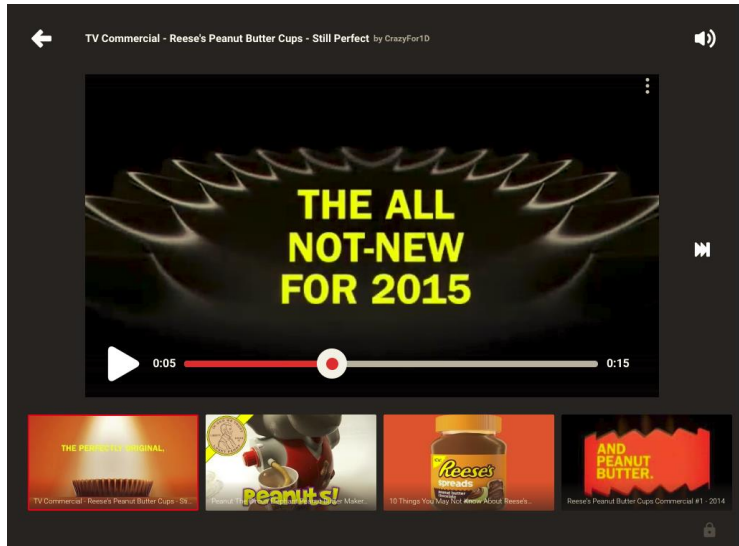 TV Commercial - Reese's Peanut Butter Cups - Still Perfect by CrazyFor1D
THE ALL
NOT-NEW
FOR 2015
0:05
0:15
THE PERFECTLY ORIGINAL.
TV Commercial - Reese's Peanut Butter Cups - Sti...
Peanuts!
Maker...
Reese's
spreads
10 Things You May Not Know About Reese's...
AND
PEANUT
BUTTER.
Reese's Peanut Butter Cups Commercial #1 - 2014